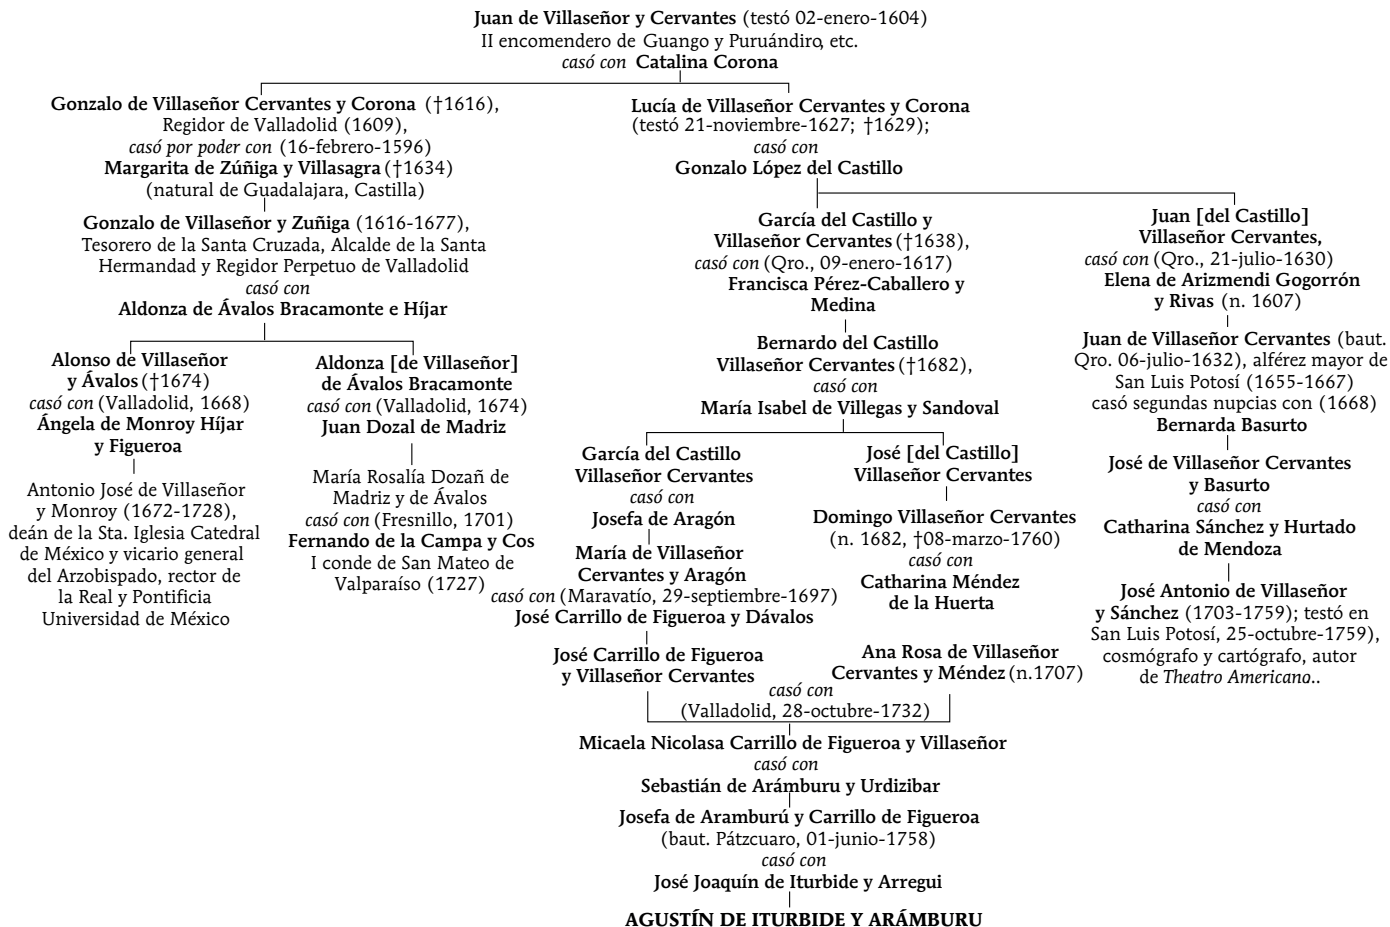 Juan de Villaseñor y Cervantes (testó 02-enero-1604)
II encomendero de Guango y Puruándiro, etc.
casó con Catalina Corona
Gonzalo de Villaseñor Cervantes y Corona (†1616),
Regidor de Valladolid (1609),
casó por poder con (16-febrero-1596)
Margarita de Zúñiga y Villasagra (†1634)
(natural de Guadalajara, Castilla)
Gonzalo de Villaseñor y Zuñiga (1616-1677),
Tesorero de la Santa Cruzada, Alcalde de la Santa
Hermandad y Regidor Perpetuo de Valladolid
casó con
Aldonza de Ávalos Bracamonte e Híjar
Alonso de Villaseñor
y Ávalos (†1674)
casó con (Valladolid, 1668)
Ángela de Monroy Híjar
y Figueroa
Antonio José de Villaseñor
y Monroy (1672-1728),
deán de la Sta. Iglesia Catedral
de México y vicario general
del Arzobispado, rector de
la Real y Pontificia
Universidad de México
Aldonza [de Villaseñor]
de Ávalos Bracamonte
casó con (Valladolid, 1674)
Juan Dozal de Madriz
María Rosalía Dozañ de
Madriz y de Ávalos
casó con (Fresnillo, 1701)
Fernando de la Campa y Cos
I conde de San Mateo de
Valparaíso (1727)
Lucía de Villaseñor Cervantes y Corona
(testó 21-noviembre-1627; †1629);
casó con
Gonzalo López del Castillo
García del Castillo y
Villaseñor Cervantes (†1638),
casó con (Qro., 09-enero-1617)
Francisca Pérez-Caballero y
Medina
Bernardo del Castillo
Villaseñor Cervantes (†1682),
casó con
María Isabel de Villegas y Sandoval
García del Castillo
Villaseñor Cervantes
casó con
Josefa de Aragón
María de Villaseñor
Cervantes y Aragón
casó con (Maravatío, 29-septiembre-1697)
José Carrillo de Figueroa y Dávalos
José Carrillo de Figueroa
y Villaseñor Cervantes
José [del Castillo]
Villaseñor Cervantes
Domingo Villaseñor Cervantes
(n. 1682, †08-marzo-1760)
casó con
Catharina Méndez
de la Huerta
Ana Rosa de Villaseñor
Cervantes y Méndez (n.1707)
casó con
(Valladolid, 28-octubre-1732)
Micaela Nicolasa Carrillo de Figueroa y Villaseñor
casó con
Sebastián de Arámburu y Urdizibar
Josefa de Aramburú y Carrillo de Figueroa
(baut. Pátzcuaro, 01-junio-1758)
casó con
José Joaquín de Iturbide y Arregui
AGUSTÍN DE ITURBIDE Y ARÁMBURU
Juan [del Castillo]
Villaseñor Cervantes,
casó con (Qro., 21-julio-1630)
Elena de Arizmendi Gogorrón
y Rivas (n. 1607)
Juan de Villaseñor Cervantes (baut.
Qro. 06-julio-1632), alférez mayor de
San Luis Potosí (1655-1667)
casó segundas nupcias con (1668)
Bernarda Basurto
José de Villaseñor Cervantes
y Basurto
casó con
Catharina Sánchez y Hurtado
de Mendoza
José Antonio de Villaseñor
y Sánchez (1703-1759); testó en
San Luis Potosí, 25-octubre-1759),
cosmógrafo y cartógrafo, autor
de Theatro Americano..